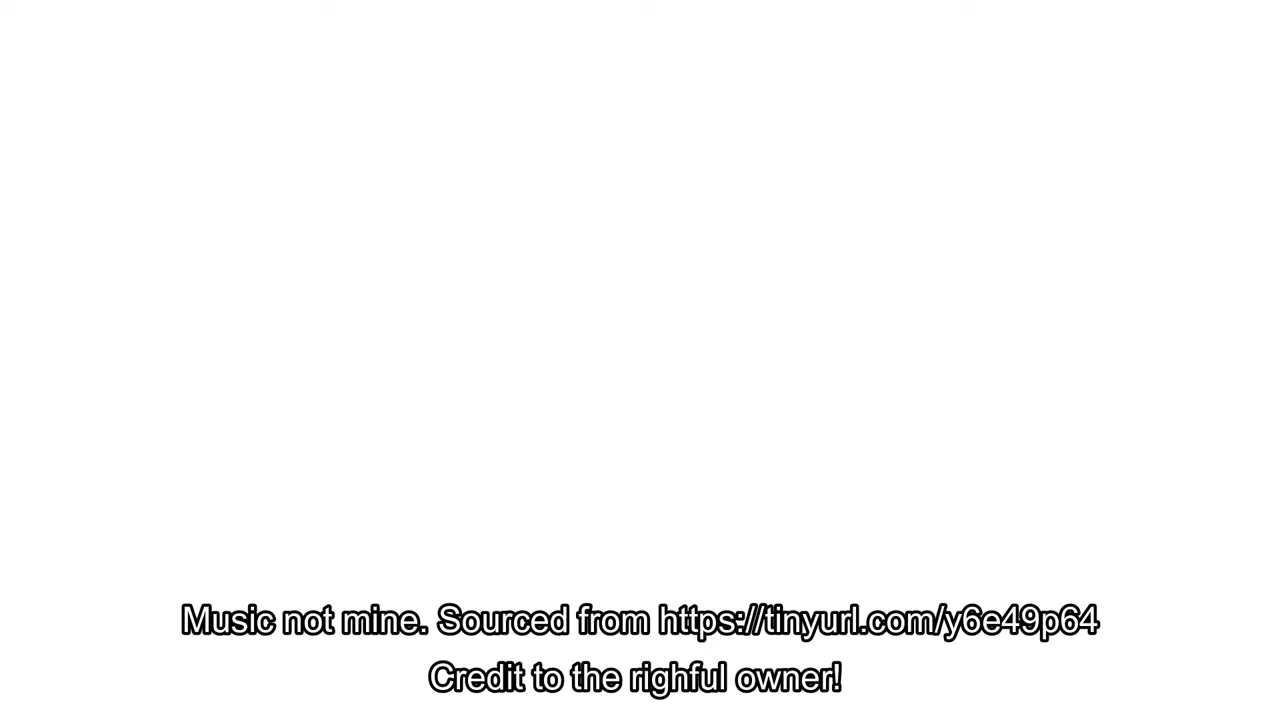 Music not mine. Sourced from https://tinyurl.com/y6e49p64
Credit to the righful owner!